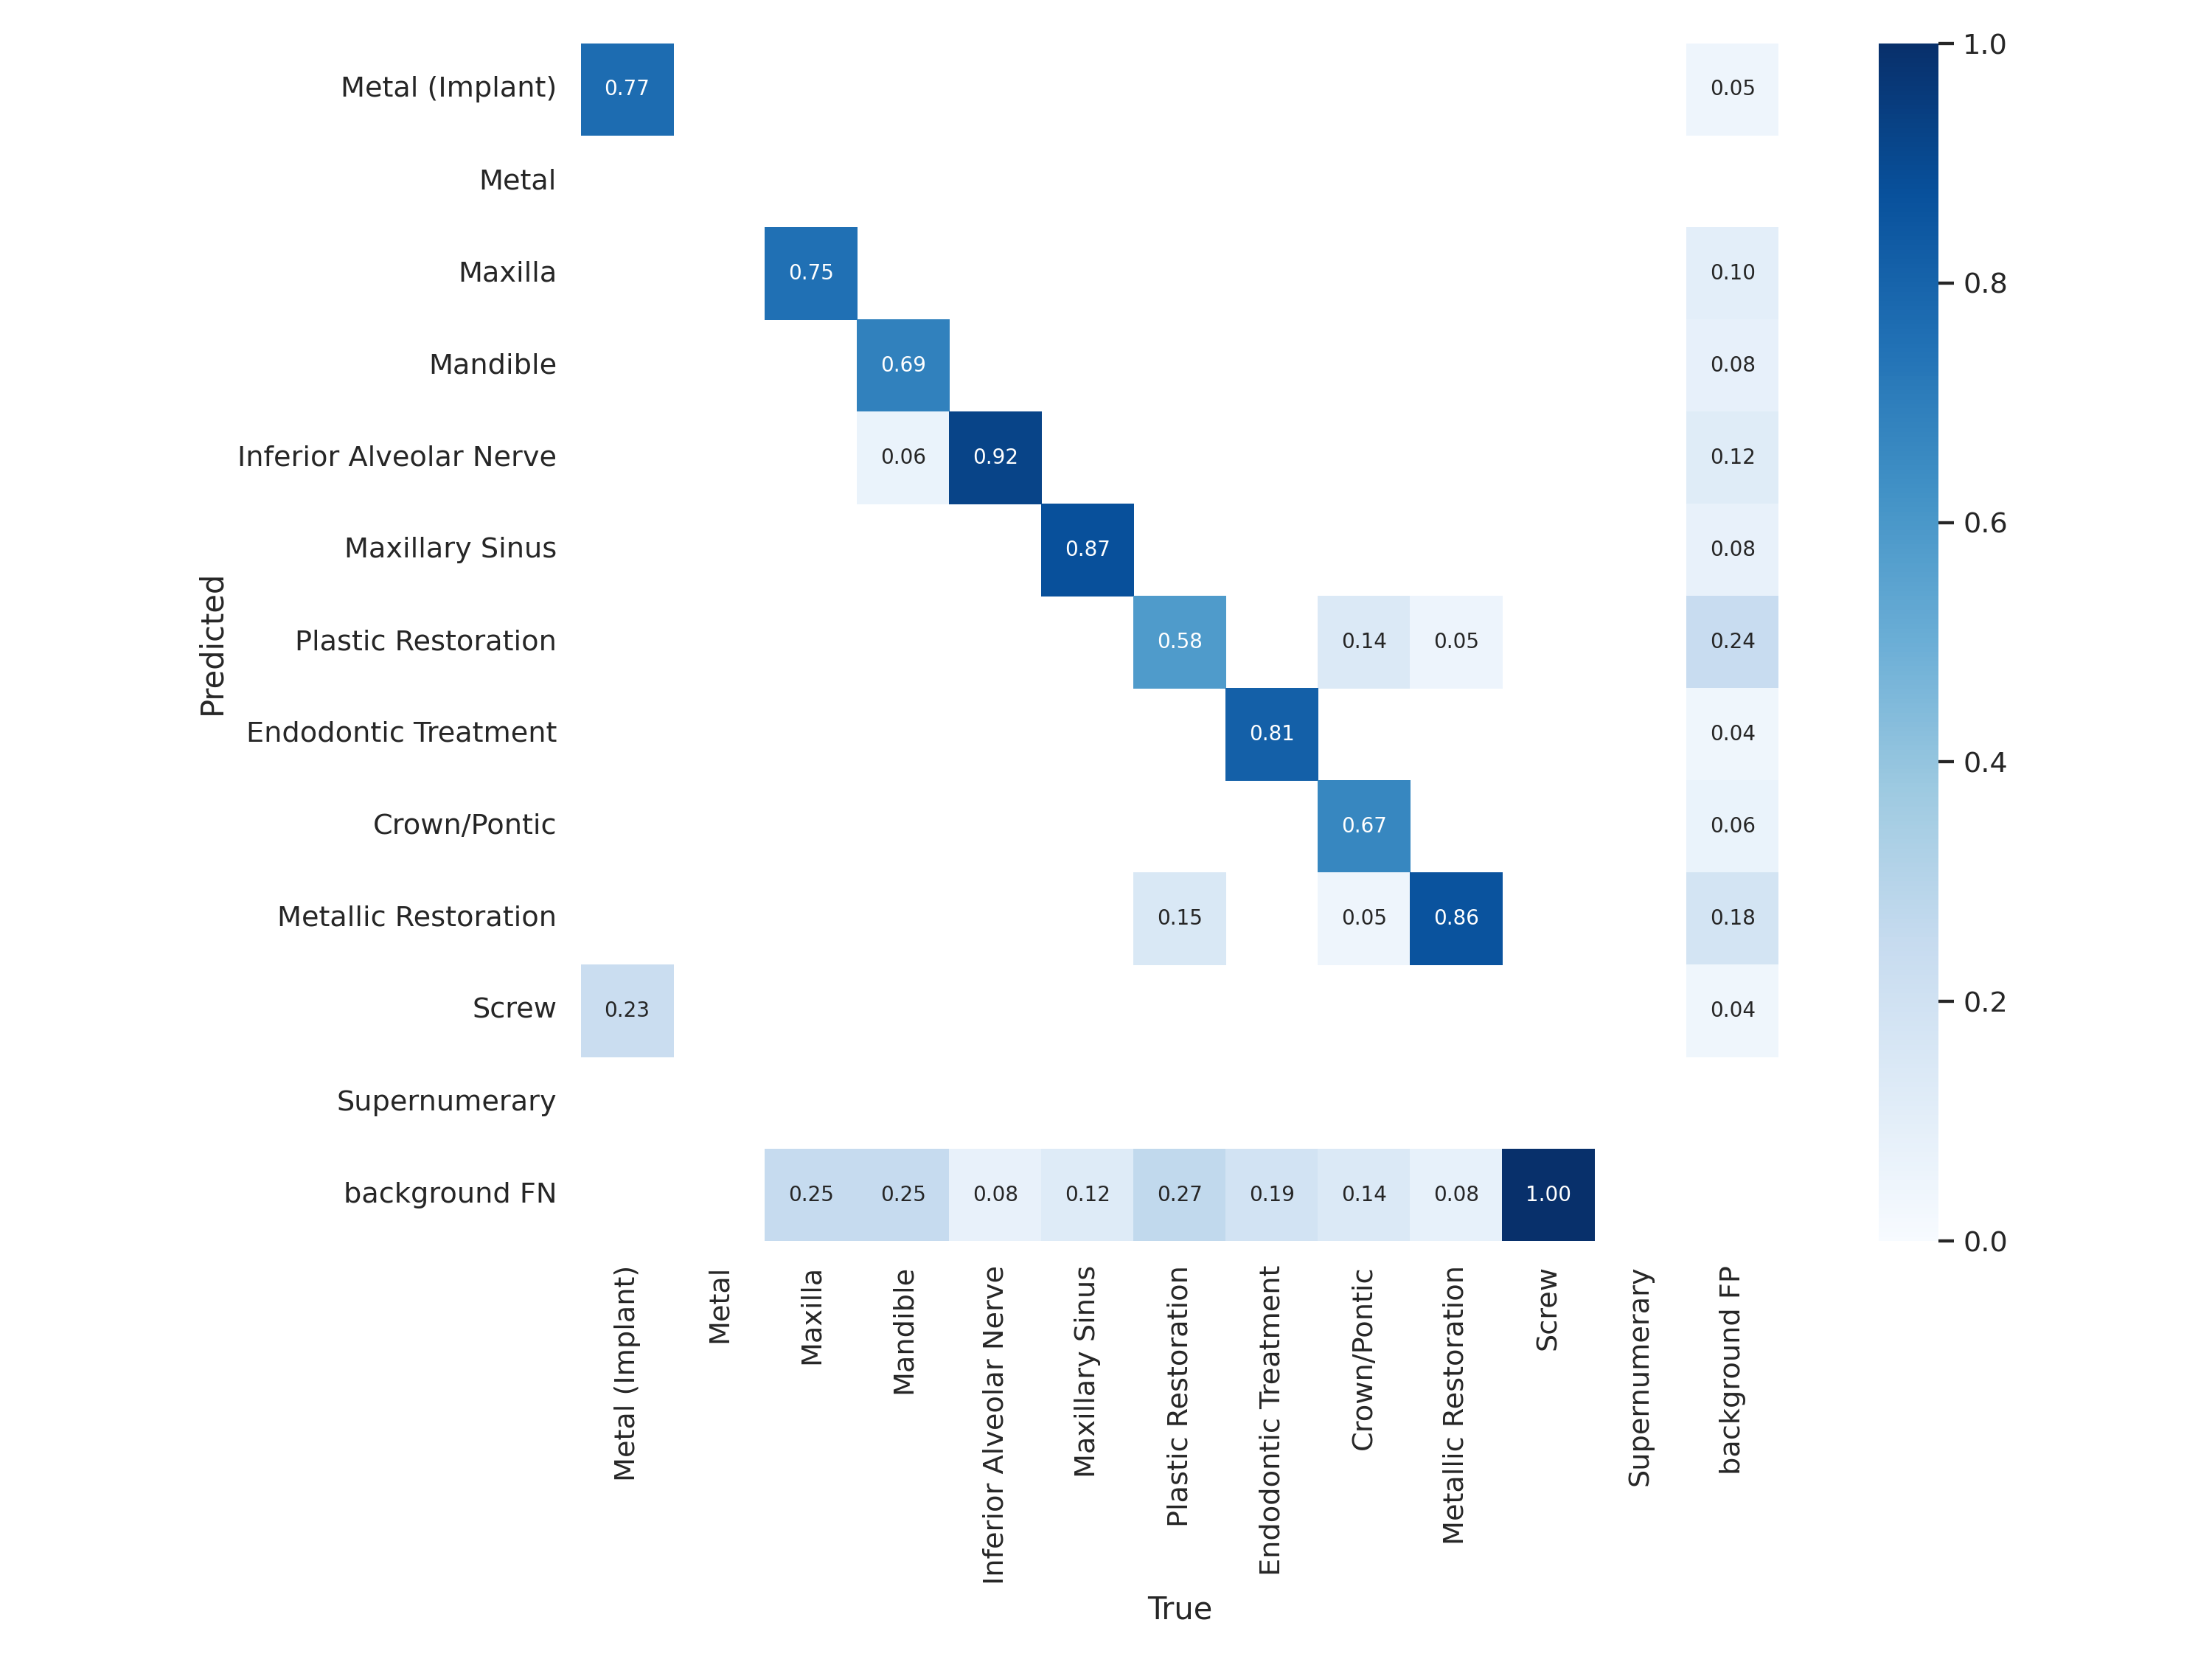 Metal (Implant) 0.77 0.05 1.0
Metal
Maxilla 0.75 0.10 0.8
Mandible 0.69 0.08
Inferior Alveolar Nerve 0.06 0.92 0.12
Maxillary Sinus 0.87 0.08 0.6
Predicted
Plastic Restoration 0.58 0.14 0.05 0.24
Endodontic Treatment 0.81 0.04 0.4
Crown/Pontic 0.67 0.06
Metallic Restoration 0.15 0.05 0.86 0.18
Screw 0.23 0.04 0.2
Supernumerary
background FN 0.25 0.25 0.08 0.12 0.27 0.19 0.14 0.08 1.00 0.0
Metal (Implant)
Metal
Maxilla
Mandible
Inferior Alveolar Nerve
Maxillary Sinus
Plastic Restoration
Endodontic Treatment
Crown/Pontic
Metallic Restoration
Screw
Supernumerary
background FP
True